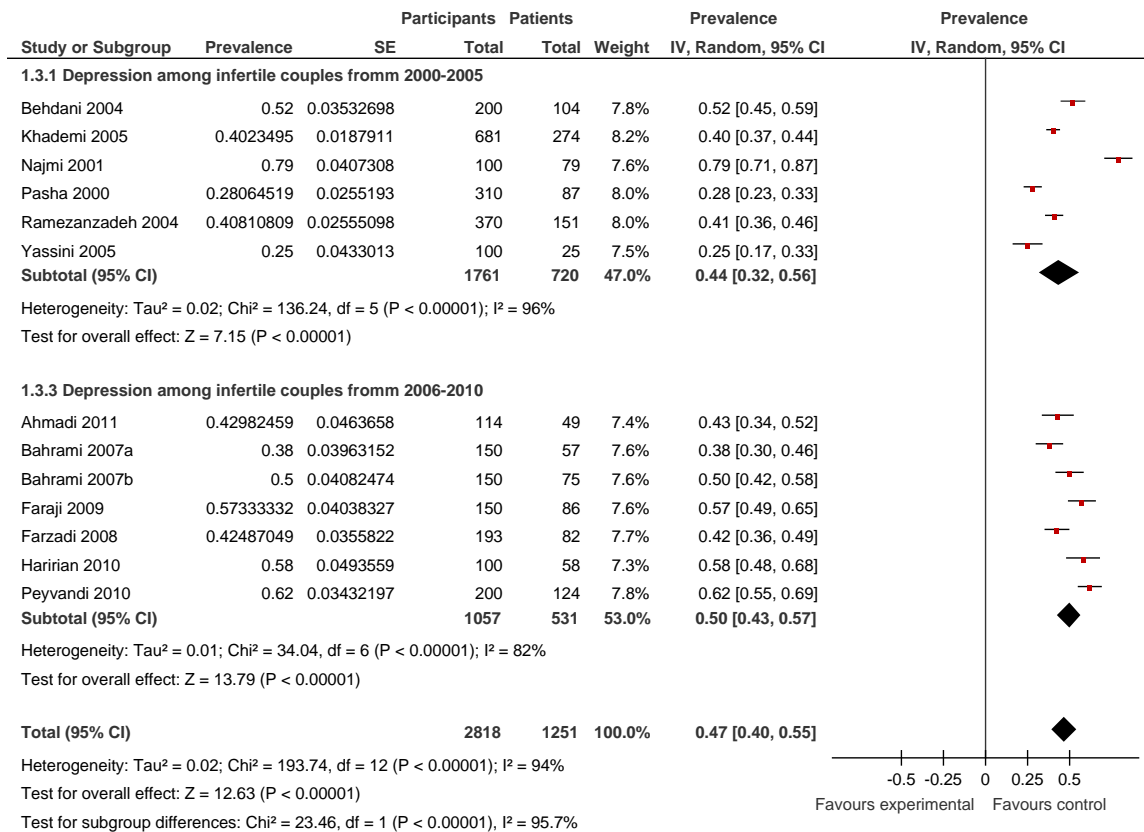 Participants Patients Prevalence Prevalence
Study or Subgroup Prevalence SE Total Total Weight IV, Random, 95% CI IV, Random, 95% CI
1.3.1 Depression among infertile couples fromm 2000-2005
Behdani 2004 0.52 0.03532698 200 104 7.8% 0.52 [0.45, 0.59]
Khademi 2005 0.4023495 0.0187911 681 274 8.2% 0.40 [0.37, 0.44]
Najmi 2001 0.79 0.0407308 100 79 7.6% 0.79 [0.71, 0.87]
Pasha 2000 0.28064519 0.0255193 310 87 8.0% 0.28 [0.23, 0.33]
Ramezanzadeh 2004 0.40810809 0.02555098 370 151 8.0% 0.41 [0.36, 0.46]
Yassini 2005 0.25 0.0433013 100 25 7.5% 0.25 [0.17, 0.33]
Subtotal (95% CI) 1761 720 47.0% 0.44 [0.32, 0.56]
Heterogeneity: Tau² = 0.02; Chi² = 136.24, df = 5 (P < 0.00001); I² = 96%
Test for overall effect: Z = 7.15 (P < 0.00001)
1.3.3 Depression among infertile couples fromm 2006-2010
Ahmadi 2011 0.42982459 0.0463658 114 49 7.4% 0.43 [0.34, 0.52]
Bahrami 2007a 0.38 0.03963152 150 57 7.6% 0.38 [0.30, 0.46]
Bahrami 2007b 0.5 0.04082474 150 75 7.6% 0.50 [0.42, 0.58]
Faraji 2009 0.57333332 0.04038327 150 86 7.6% 0.57 [0.49, 0.65]
Farzadi 2008 0.42487049 0.0355822 193 82 7.7% 0.42 [0.36, 0.49]
Haririan 2010 0.58 0.0493559 100 58 7.3% 0.58 [0.48, 0.68]
Peyvandi 2010 0.62 0.03432197 200 124 7.8% 0.62 [0.55, 0.69]
Subtotal (95% CI) 1057 531 53.0% 0.50 [0.43, 0.57]
Heterogeneity: Tau² = 0.01; Chi² = 34.04, df = 6 (P < 0.00001); I² = 82%
Test for overall effect: Z = 13.79 (P < 0.00001)
Total (95% CI) 2818 1251 100.0% 0.47 [0.40, 0.55]
Heterogeneity: Tau² = 0.02; Chi² = 193.74, df = 12 (P < 0.00001); I² = 94%
Test for overall effect: Z = 12.63 (P < 0.00001)
Test for subgroup differences: Chi² = 23.46, df = 1 (P < 0.00001), I² = 95.7%
-0.5 -0.25 0 0.25 0.5
Favours experimental Favours control